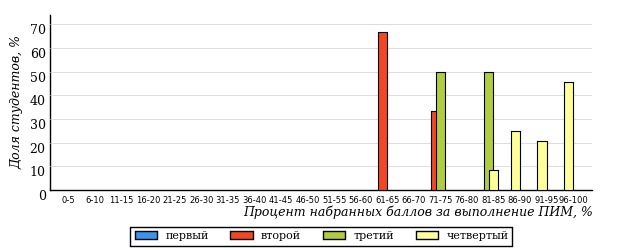 Доля студентов, %
70
60
50
40
30
20
10
0
0-5 6-10 11-15 16-20 21-25 26-30 31-35 36-40 41-45 46-50 51-55 56-60 61-65 66-70 71-75 76-80 81-85 86-90 91-95 96-100
Процент набранных баллов за выполнение ПИМ, %
первый второй третий четвертый